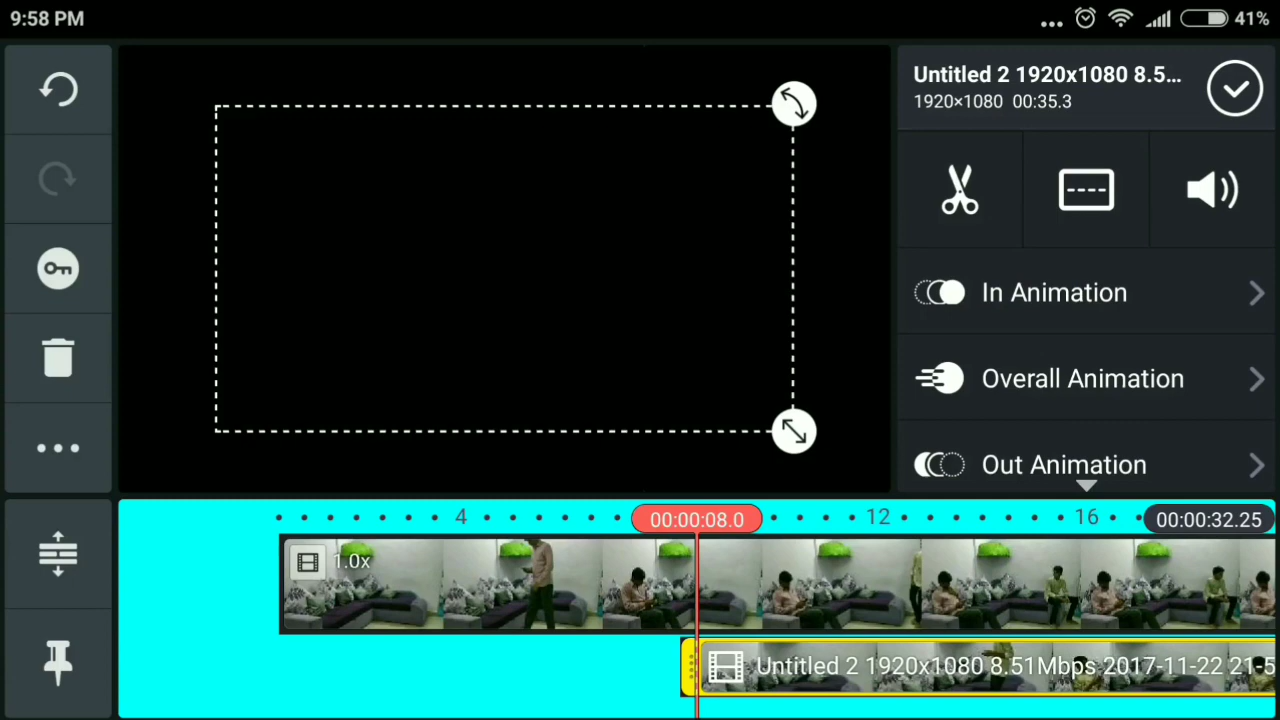 9:58 PM
41%
Untitled 2 1920x1080 8.5...
1920×1080 00:35.3
In Animation
Overall Animation
Out Animation
4
00:00:08.0
12
16
00:00:32.25
1.0x
Untitled 2 1920x1080 8.51Mbps 2017-11-22 21-5